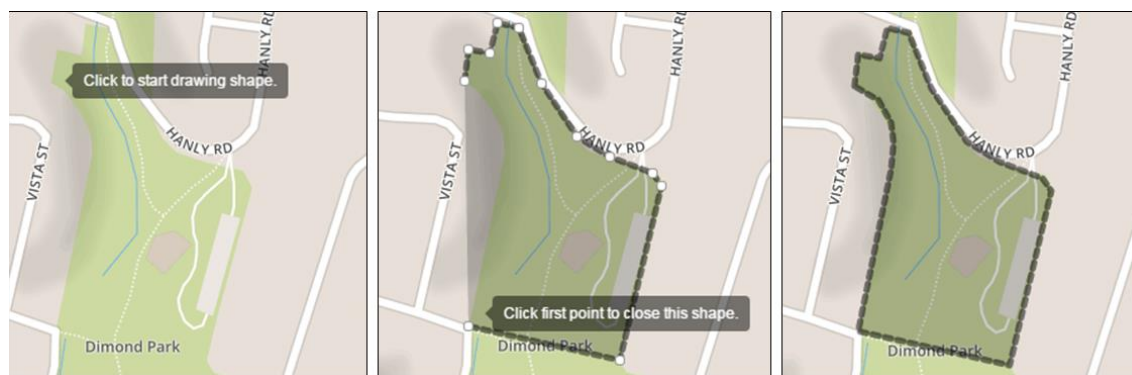 HANLY RD
Click to start drawing shape.
HANLY RD
VISTA ST
Dimond Park
HANLY RD
HANLY RD
VISTA ST
Click first point to close this shape.
Dimond Park
HANLY RD
HANLY RD
VISTA ST
Dimond Park